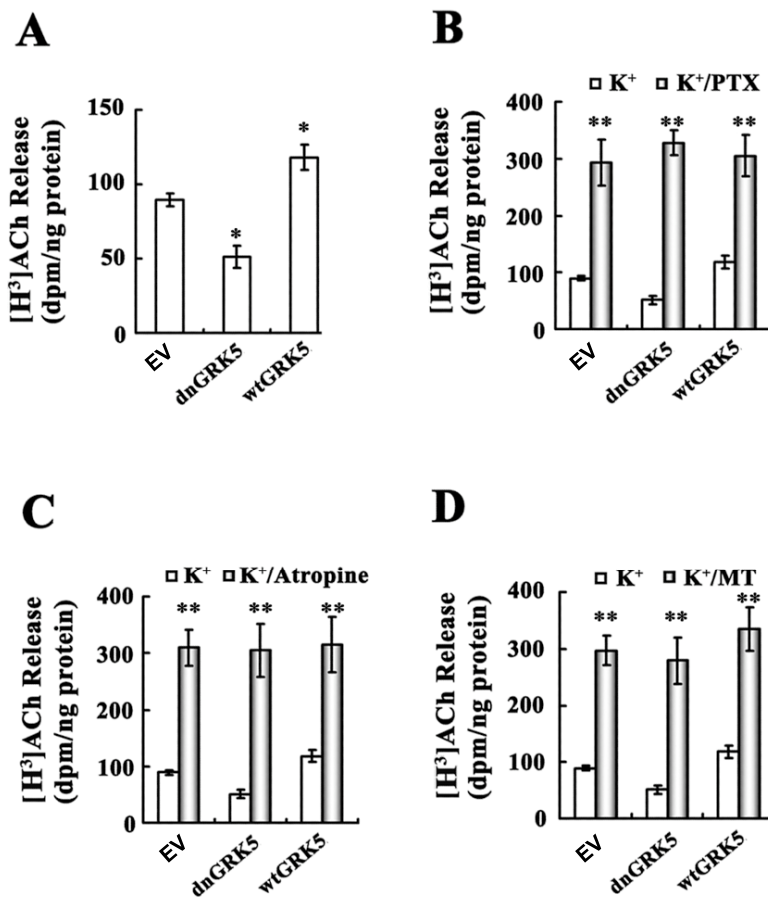 A
[H³]ACh Release
(dpm/ng protein)
150
100
50
0
*
*
EV
dnGRK5
wtGRK5
B
K⁺ K⁺/PTX
[H³]ACh Release
(dpm/ng protein)
400
300
200
100
0
** ** **
EV
dnGRK5
wtGRK5
C
K⁺ K⁺/Atropine
[H³]ACh Release
(dpm/ng protein)
400
300
200
100
0
** ** **
EV
dnGRK5
wtGRK5
D
K⁺ K⁺/MT
[H³]ACh Release
(dpm/ng protein)
400
300
200
100
0
** ** **
EV
dnGRK5
wtGRK5